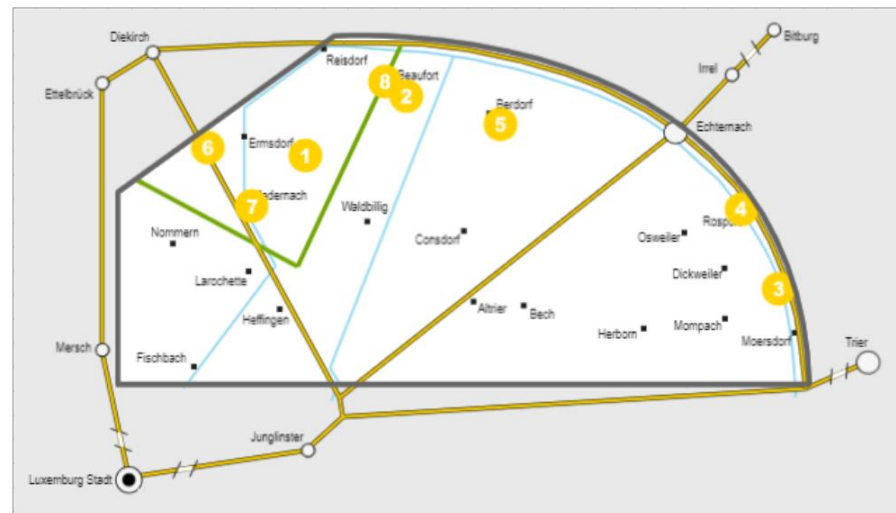 Diekirch
Bitburg
Reisdorf
Irrel
8
Beaufort
Ettelbrück
2
Berdorf
5
Echternach
Ermsdorf
6
1
7
Waldbillig
4
Nommern
Consdorf
Osweiler
Larochette
Dickweiler
3
Heffingen
Altrier
Bech
Herborn
Mompach
Moersdorf
Mersch
Fischbach
Trier
Junglinster
Luxemburg Stadt